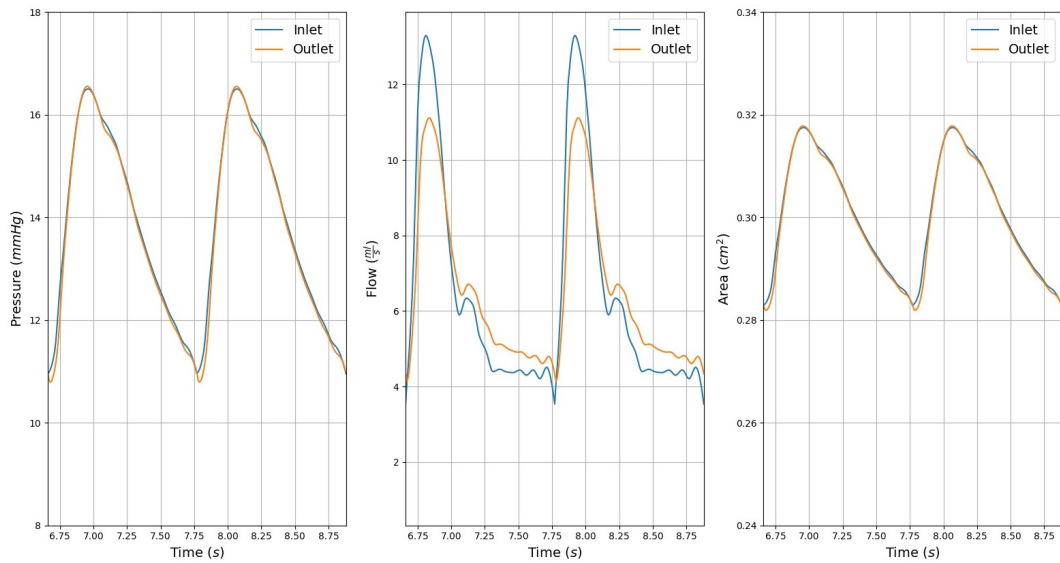 18
16
14
12
10
8
Pressure (mmHg)
6.75 7.00 7.25 7.50 7.75 8.00 8.25 8.50 8.75
Time (s)
Inlet
Outlet
12
10
8
6
4
2
Flow (ml/s)
6.75 7.00 7.25 7.50 7.75 8.00 8.25 8.50 8.75
Time (s)
Inlet
Outlet
0.34
0.32
0.30
0.28
0.26
0.24
Area (cm²)
6.75 7.00 7.25 7.50 7.75 8.00 8.25 8.50 8.75
Time (s)
Inlet
Outlet